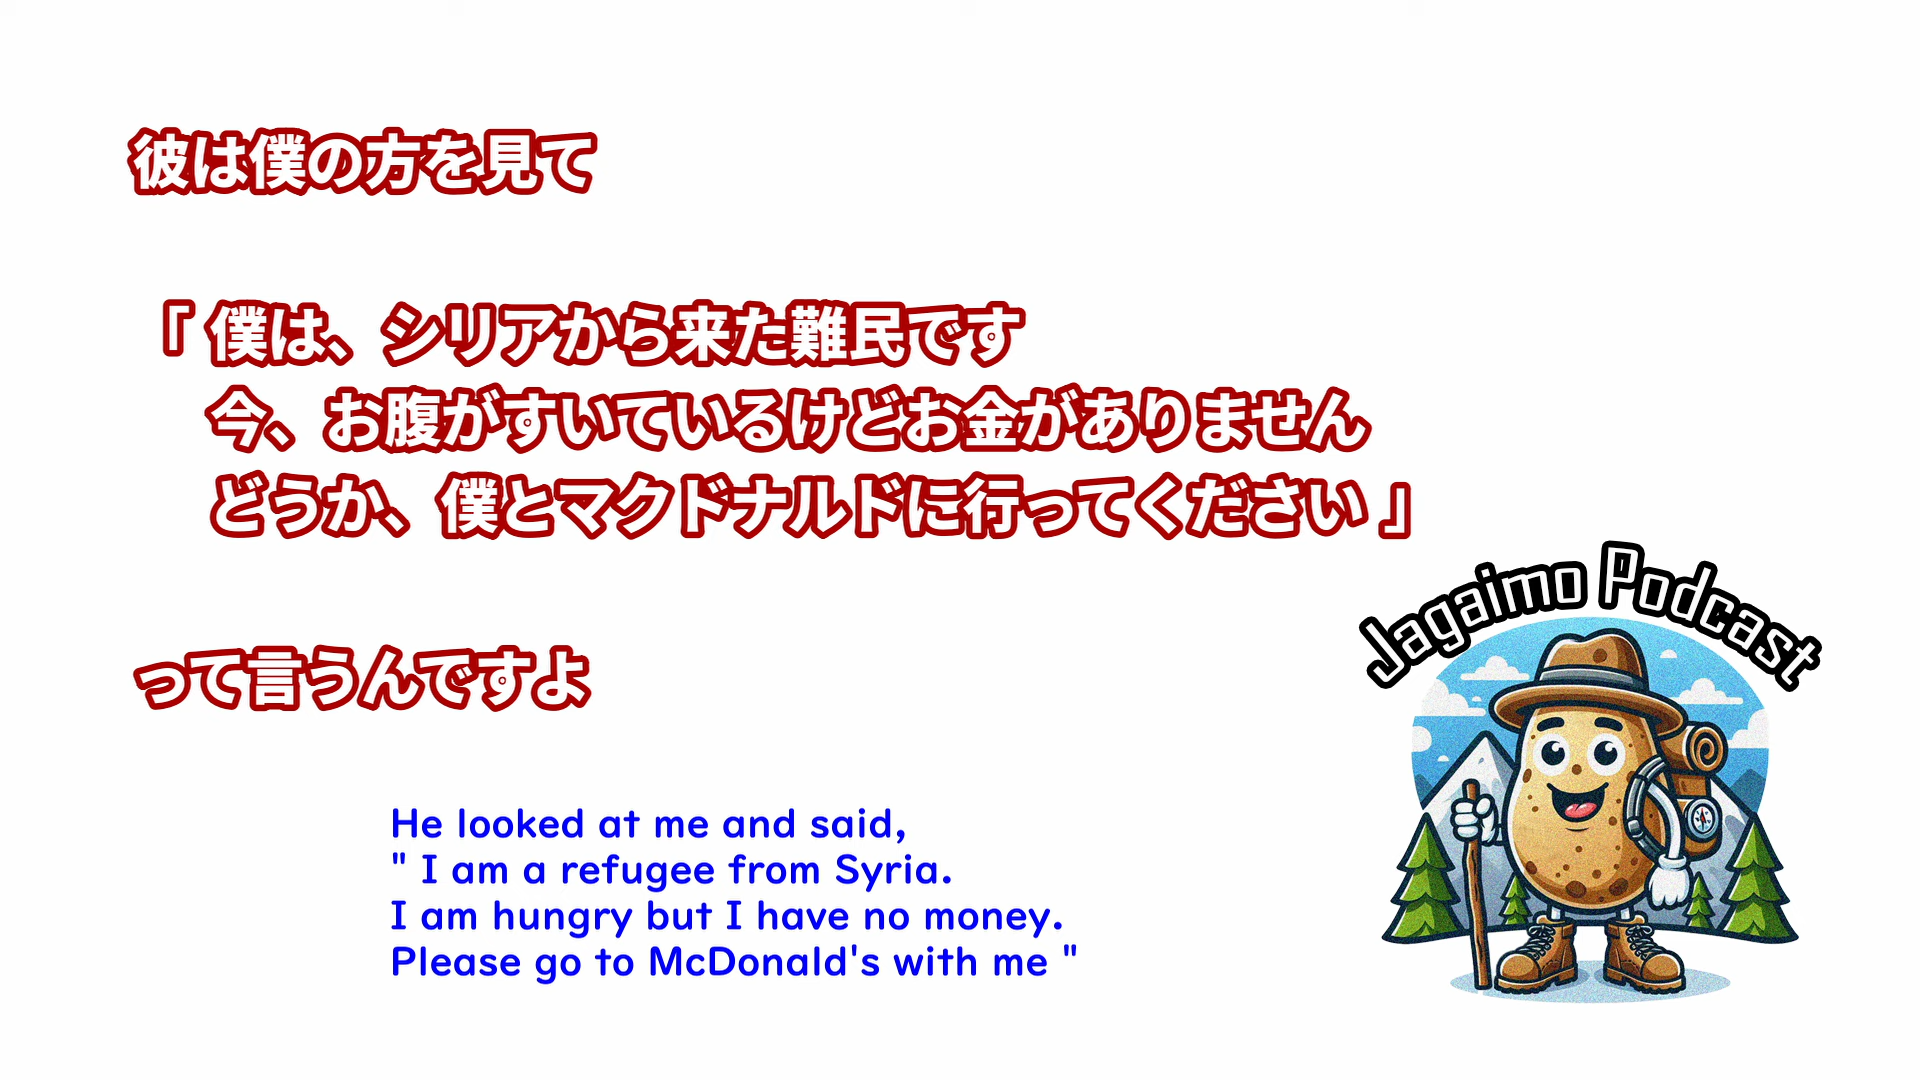 彼は僕の方を見て
「 僕は、シリアから来た難民です
今、お腹がすいているけどお金がありません
どうか、僕とマクドナルドに行ってください 」
って言うんですよ
Jagaimo Podcast
He looked at me and said,
" I am a refugee from Syria.
I am hungry but I have no money.
Please go to McDonald's with me "